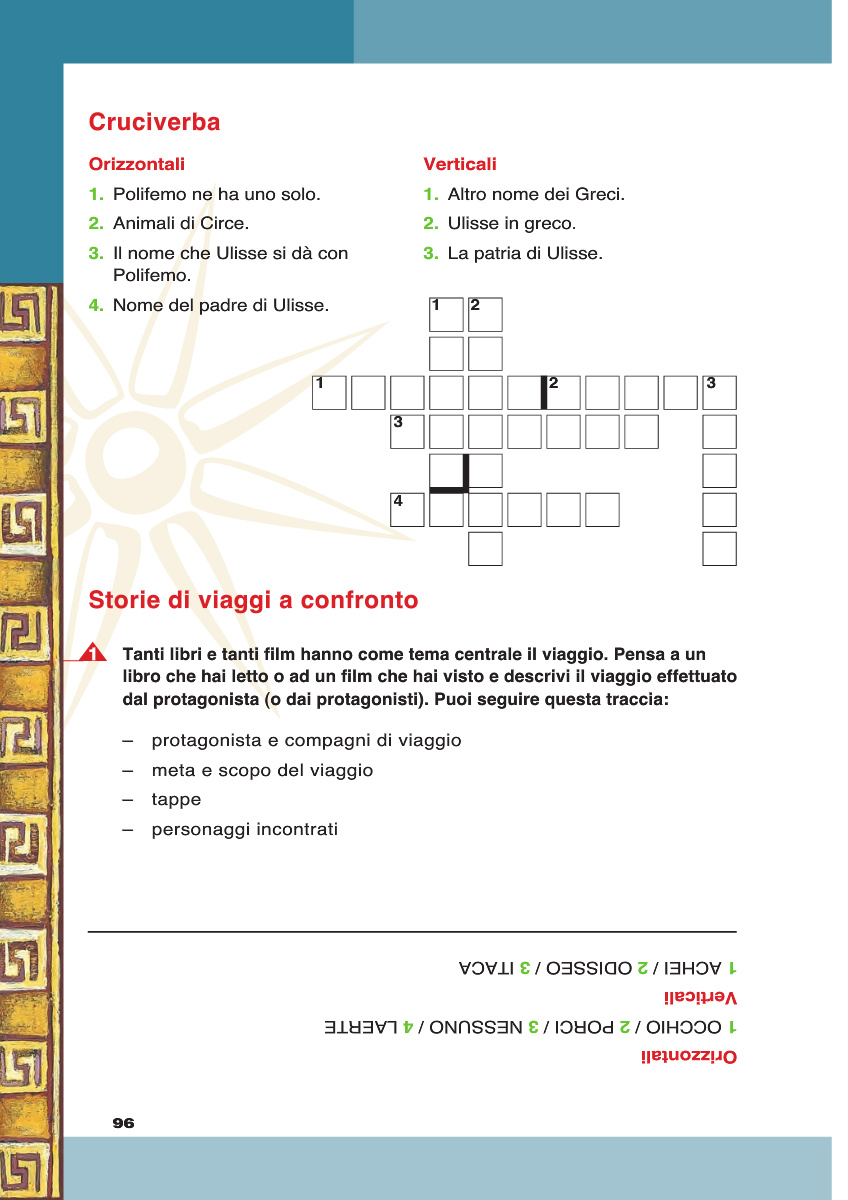 Cruciverba
Orizzontali
1. Polifemo ne ha uno solo.
2. Animali di Circe.
3. Il nome che Ulisse si dà con
Polifemo.
4. Nome del padre di Ulisse.
Verticali
1. Altro nome dei Greci.
2. Ulisse in greco.
3. La patria di Ulisse.
1 2
1 2 3
3
4
Storie di viaggi a confronto
1 Tanti libri e tanti film hanno come tema centrale il viaggio. Pensa a un
libro che hai letto o ad un film che hai visto e descrivi il viaggio effettuato
dal protagonista (o dai protagonisti). Puoi seguire questa traccia:
– protagonista e compagni di viaggio
– meta e scopo del viaggio
– tappe
– personaggi incontrati
Orizzontali
1 OCCHIO / 2 PORCI / 3 NESSUNO / 4 LAERTE
Verticali
1 ACHEI / 2 ODISSEO / 3 ITACA
96